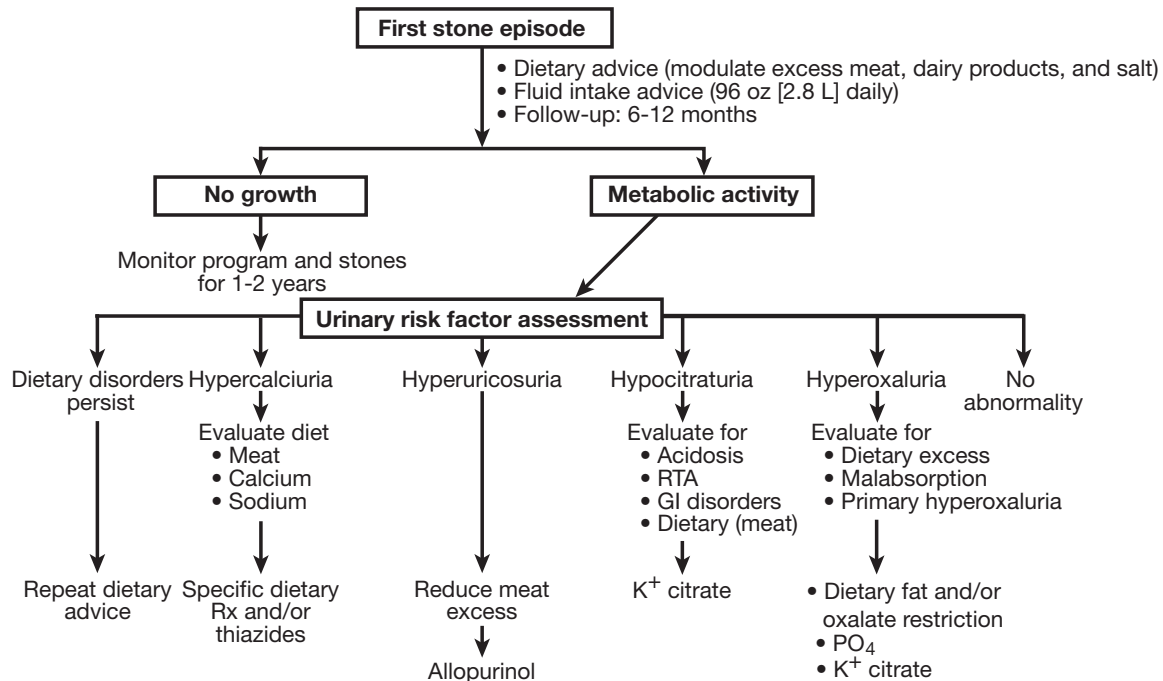 First stone episode
• Dietary advice (modulate excess meat, dairy products, and salt)
• Fluid intake advice (96 oz [2.8 L] daily)
• Follow-up: 6-12 months
No growth
Metabolic activity
Monitor program and stones
for 1-2 years
Urinary risk factor assessment
Dietary disorders
persist
Repeat dietary
advice
Hypercalciuria
Evaluate diet
• Meat
• Calcium
• Sodium
Specific dietary
Rx and/or
thiazides
Hyperuricosuria
Reduce meat
excess
Allopurinol
Hypocitraturia
Evaluate for
• Acidosis
• RTA
• GI disorders
• Dietary (meat)
K⁺ citrate
Hyperoxaluria
Evaluate for
• Dietary excess
• Malabsorption
• Primary hyperoxaluria
• Dietary fat and/or
oxalate restriction
• PO₄
• K⁺ citrate
No
abnormality